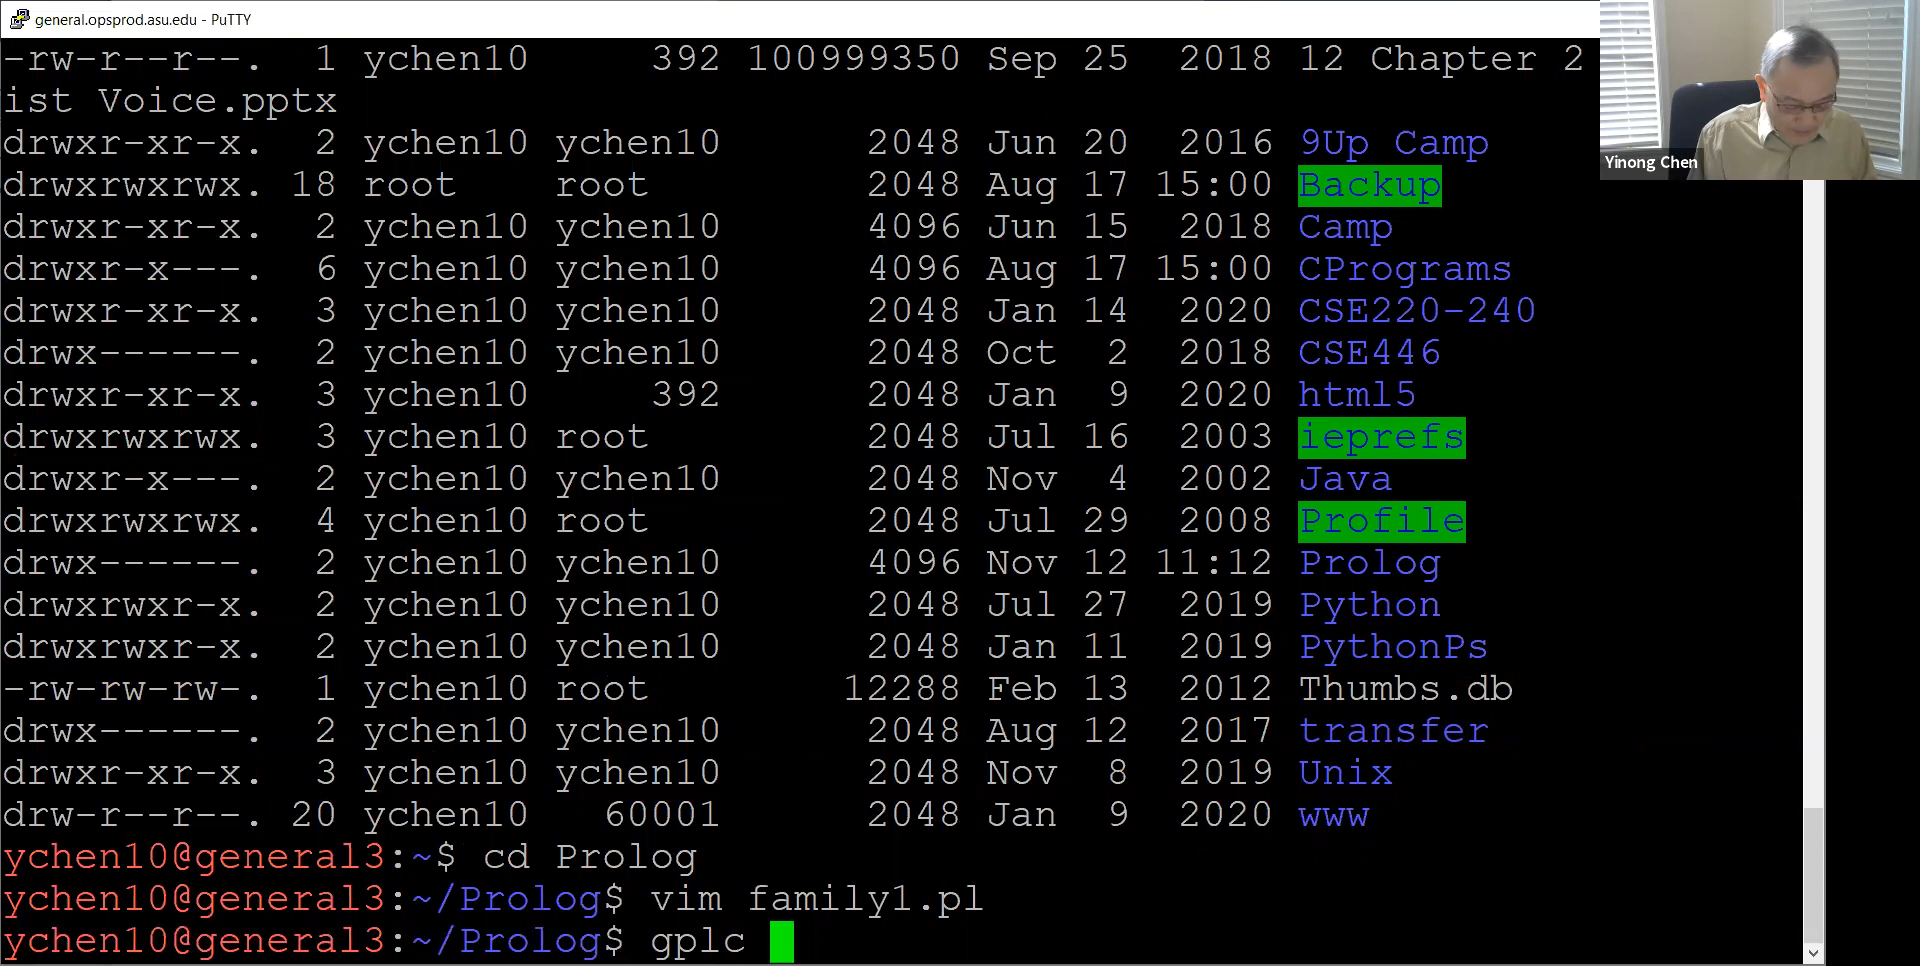 general.opsprod.asu.edu - PuTTY
-rw-r--r--. 1 ychen10 392 100999350 Sep 25 2018 12 Chapter 2
ist Voice.pptx
drwxr-xr-x. 2 ychen10 ychen10 2048 Jun 20 2016 9Up Camp
drwxrwxrwx. 18 root root 2048 Aug 17 15:00 Backup
drwxr-xr-x. 2 ychen10 ychen10 4096 Jun 15 2018 Camp
drwxr-x---. 6 ychen10 ychen10 4096 Aug 17 15:00 CPrograms
drwxr-xr-x. 3 ychen10 ychen10 2048 Jan 14 2020 CSE220-240
drwx------. 2 ychen10 ychen10 2048 Oct 2 2018 CSE446
drwxr-xr-x. 3 ychen10 392 2048 Jan 9 2020 html5
drwxrwxrwx. 3 ychen10 root 2048 Jul 16 2003 ieprefs
drwxr-x---. 2 ychen10 ychen10 2048 Nov 4 2002 Java
drwxrwxrwx. 4 ychen10 root 2048 Jul 29 2008 Profile
drwx------. 2 ychen10 ychen10 4096 Nov 12 11:12 Prolog
drwxrwxr-x. 2 ychen10 ychen10 2048 Jul 27 2019 Python
drwxrwxr-x. 2 ychen10 ychen10 2048 Jan 11 2019 PythonPs
-rw-rw-rw-. 1 ychen10 root 12288 Feb 13 2012 Thumbs.db
drwx------. 2 ychen10 ychen10 2048 Aug 12 2017 transfer
drwxr-xr-x. 3 ychen10 ychen10 2048 Nov 8 2019 Unix
drw-r--r--. 20 ychen10 60001 2048 Jan 9 2020 www
ychen10@general3:~$ cd Prolog
ychen10@general3:~/Prolog$ vim family1.pl
ychen10@general3:~/Prolog$ gplc
Yinong Chen